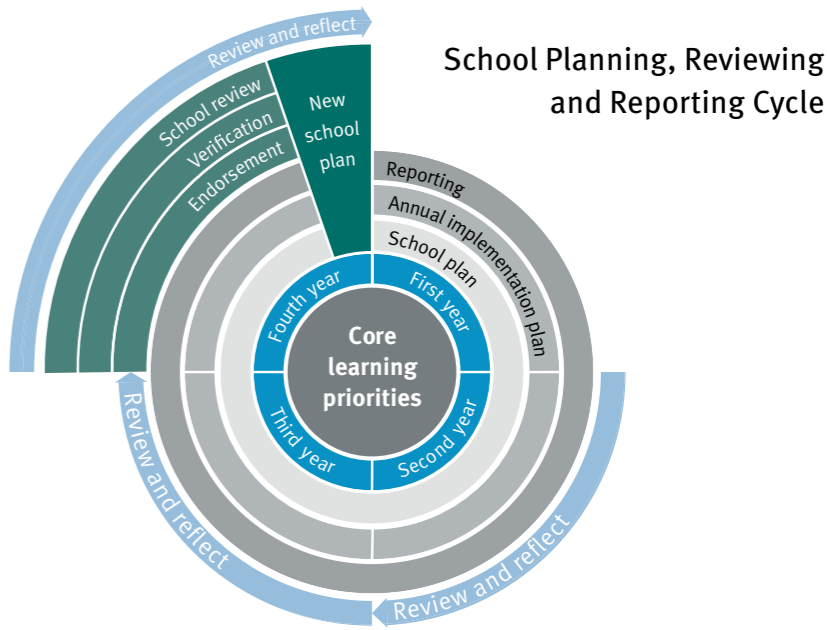 School Planning, Reviewing
and Reporting Cycle
Review and reflect
School review
Verification
Endorsement
New
school
plan
Reporting
Annual implementation plan
School plan
Fourth year
First year
Core
learning
priorities
Third year
Second year
Review and reflect
Review and reflect